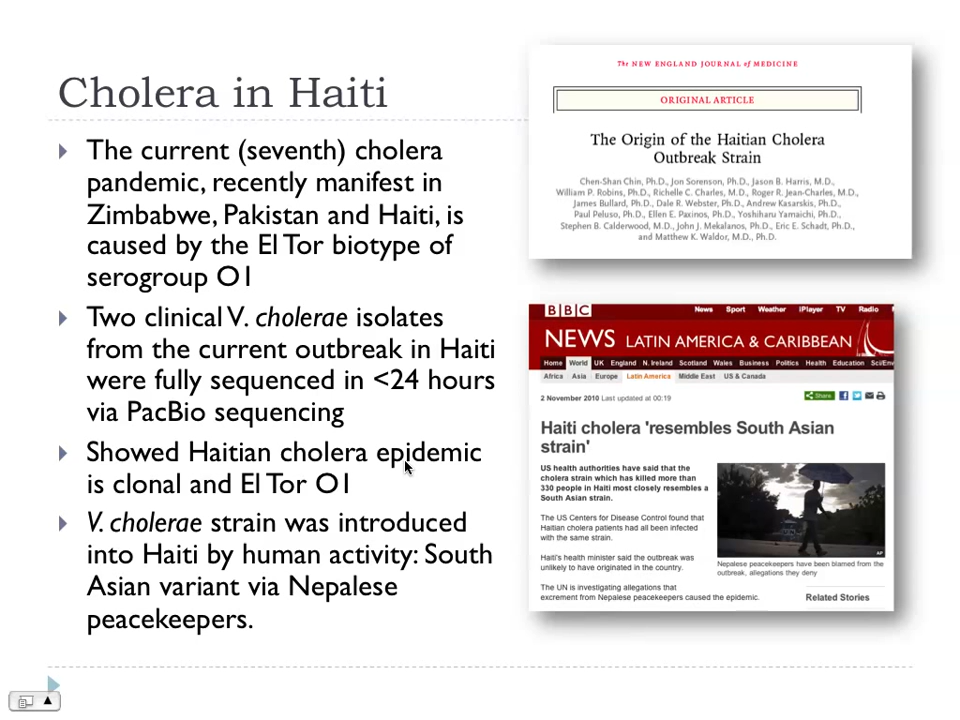 Cholera in Haiti
The current (seventh) cholera
pandemic, recently manifest in
Zimbabwe, Pakistan and Haiti, is
caused by the El Tor biotype of
serogroup O1
Two clinical V. cholerae isolates
from the current outbreak in Haiti
were fully sequenced in <24 hours
via PacBio sequencing
Showed Haitian cholera epidemic
is clonal and El Tor O1
V. cholerae strain was introduced
into Haiti by human activity: South
Asian variant via Nepalese
peacekeepers.
The NEW ENGLAND JOURNAL of MEDICINE
ORIGINAL ARTICLE
The Origin of the Haitian Cholera
Outbreak Strain
Chen-Shan Chin, Ph.D., Jon Sorenson, Ph.D., Jason B. Harris, M.D.,
William P. Robins, Ph.D., Richelle C. Charles, M.D., Roger R. Jean-Charles, M.D.,
James Bullard, Ph.D., Dale R. Webster, Ph.D., Andrew Kasarskis, Ph.D.,
Paul Peluso, Ph.D., Ellen E. Paxinos, Ph.D., Yoshiharu Yamaichi, Ph.D.,
Stephen B. Calderwood, M.D., John J. Mekalanos, Ph.D., Eric E. Schadt, Ph.D.,
and Matthew K. Waldor, M.D., Ph.D.
BBC News Sport Weather iPlayer TV Radio
NEWS LATIN AMERICA & CARIBBEAN
Home World UK England N. Ireland Scotland Wales Business Politics Health Education Sci/Env
Africa Asia Europe Latin America Middle East US & Canada
2 November 2010 Last updated at 00:19 Share
Haiti cholera 'resembles South Asian
strain'
US health authorities have said that the
cholera strain which has killed more than
330 people in Haiti most closely resembles a
South Asian strain.
The US Centers for Disease Control found that
Haitian cholera patients had all been infected
with the same strain.
Haiti's health minister said the outbreak was
unlikely to have originated in the country.
The UN is investigating allegations that
excrement from Nepalese peacekeepers caused the epidemic.
AP
Nepalese peacekeepers have been blamed from the
outbreak, allegations they deny
Related Stories